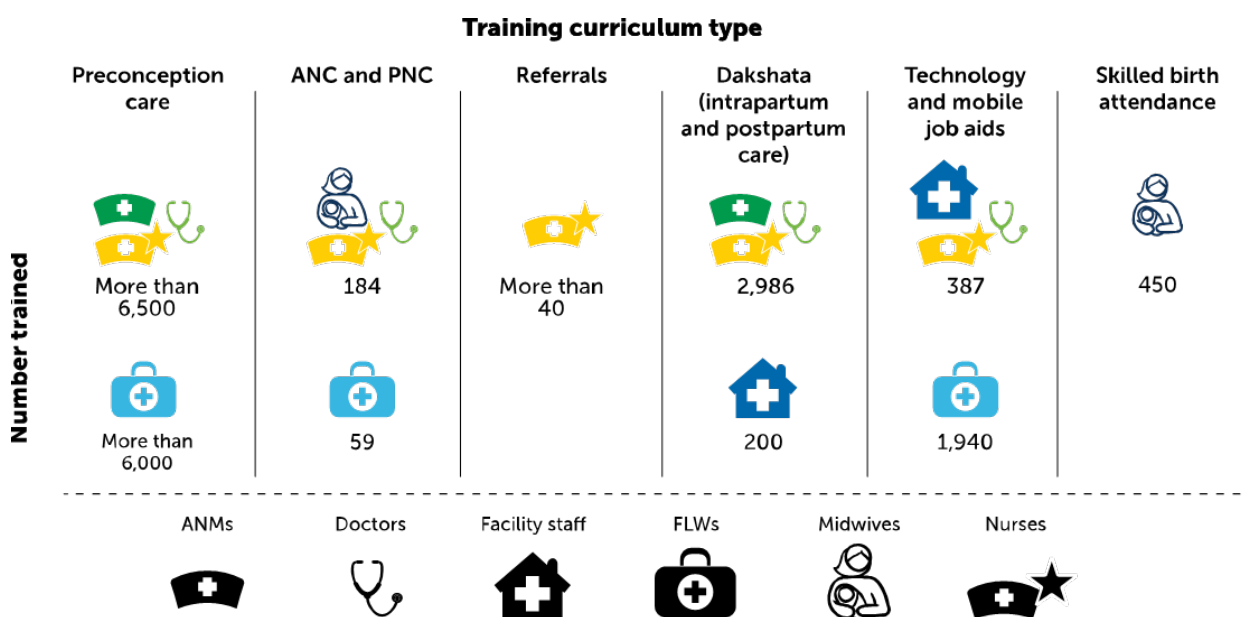 Training curriculum type
Preconception
care
ANC and PNC
Referrals
Dakshata
(intrapartum
and postpartum
care)
Technology
and mobile
job aids
Skilled birth
attendance
Number trained
More than
6,500
184
More than
40
2,986
387
450
More than
6,000
59
200
1,940
ANMs
Doctors
Facility staff
FLWs
Midwives
Nurses